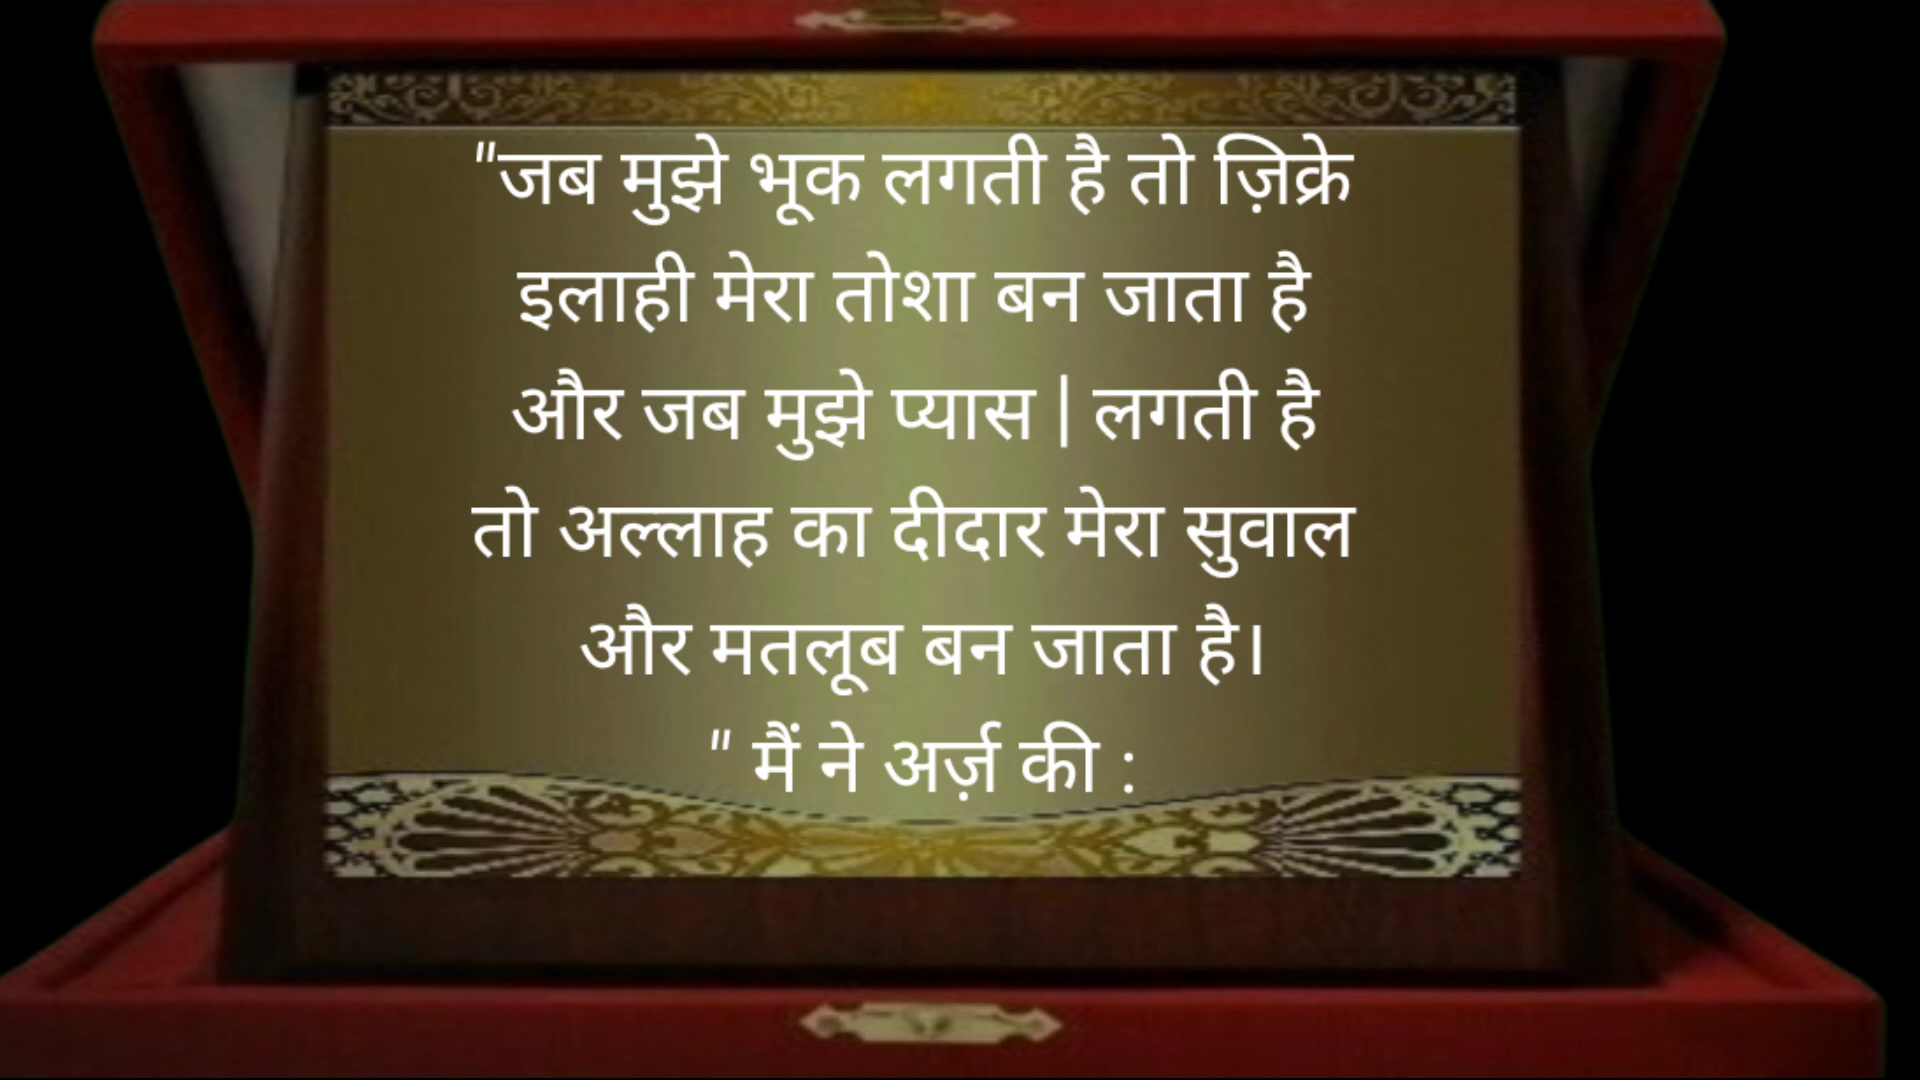 "जब मुझे भूक लगती है तो ज़िक्रे
इलाही मेरा तोशा बन जाता है
और जब मुझे प्यास | लगती है
तो अल्लाह का दीदार मेरा सुवाल
और मतलूब बन जाता है।
" मैं ने अर्ज़ की :